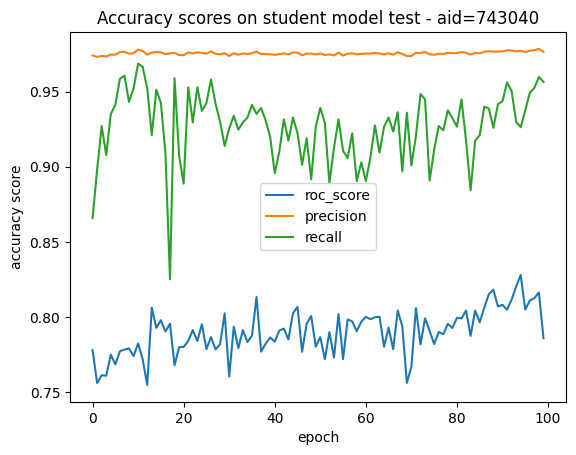 Accuracy scores on student model test - aid=743040
accuracy score
0.95
0.90
0.85
0.80
0.75
roc_score
precision
recall
0 20 40 60 80 100
epoch